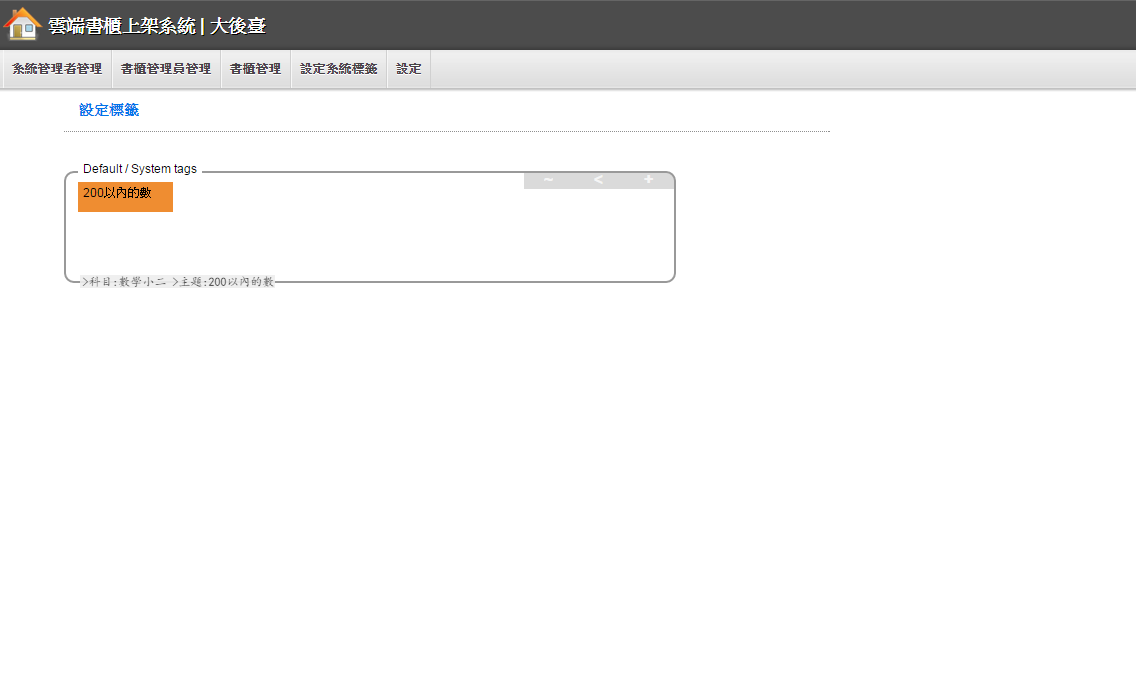 雲端書櫃上架系統 | 大後臺
系統管理者管理 書櫃管理員管理 書櫃管理 設定系統標籤 設定
設定標籤
Default / System tags
~ < +
200以內的數
>科目:數學小二 >主題:200以內的數